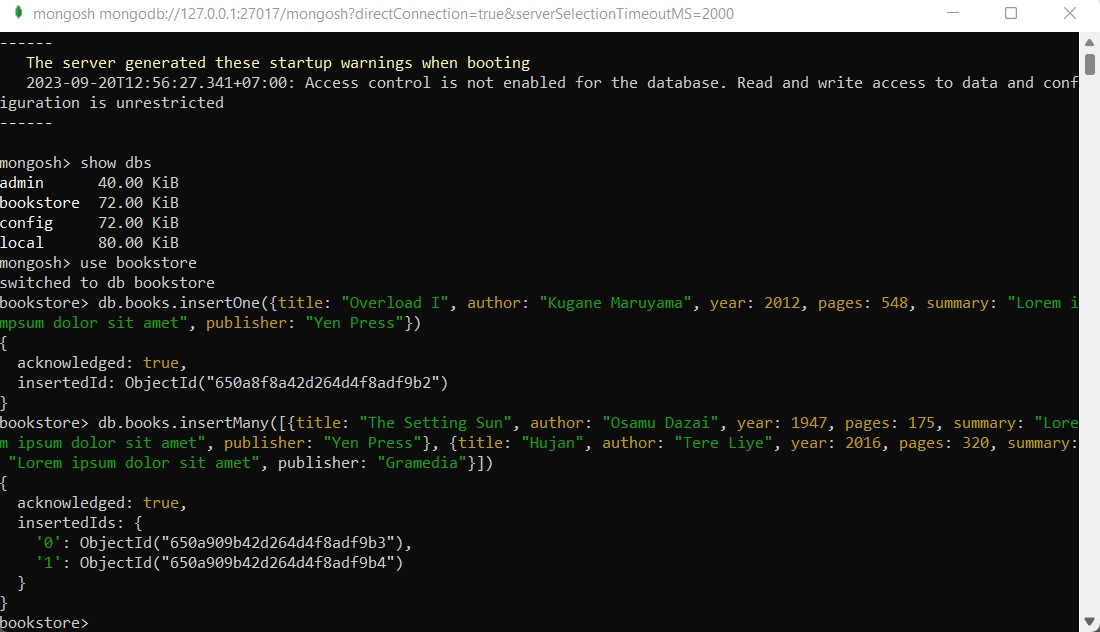 mongosh mongodb://127.0.0.1:27017/mongosh?directConnection=true&serverSelectionTimeoutMS=2000
------
   The server generated these startup warnings when booting
   2023-09-20T12:56:27.341+07:00: Access control is not enabled for the database. Read and write access to data and conf
iguration is unrestricted
------
mongosh> show dbs
admin      40.00 KiB
bookstore  72.00 KiB
config     72.00 KiB
local      80.00 KiB
mongosh> use bookstore
switched to db bookstore
bookstore> db.books.insertOne({title: "Overload I", author: "Kugane Maruyama", year: 2012, pages: 548, summary: "Lorem i
mpsum dolor sit amet", publisher: "Yen Press"})
{
  acknowledged: true,
  insertedId: ObjectId("650a8f8a42d264d4f8adf9b2")
}
bookstore> db.books.insertMany([{title: "The Setting Sun", author: "Osamu Dazai", year: 1947, pages: 175, summary: "Lore
m ipsum dolor sit amet", publisher: "Yen Press"}, {title: "Hujan", author: "Tere Liye", year: 2016, pages: 320, summary:
 "Lorem ipsum dolor sit amet", publisher: "Gramedia"}])
{
  acknowledged: true,
  insertedIds: {
    '0': ObjectId("650a909b42d264d4f8adf9b3"),
    '1': ObjectId("650a909b42d264d4f8adf9b4")
  }
}
bookstore>